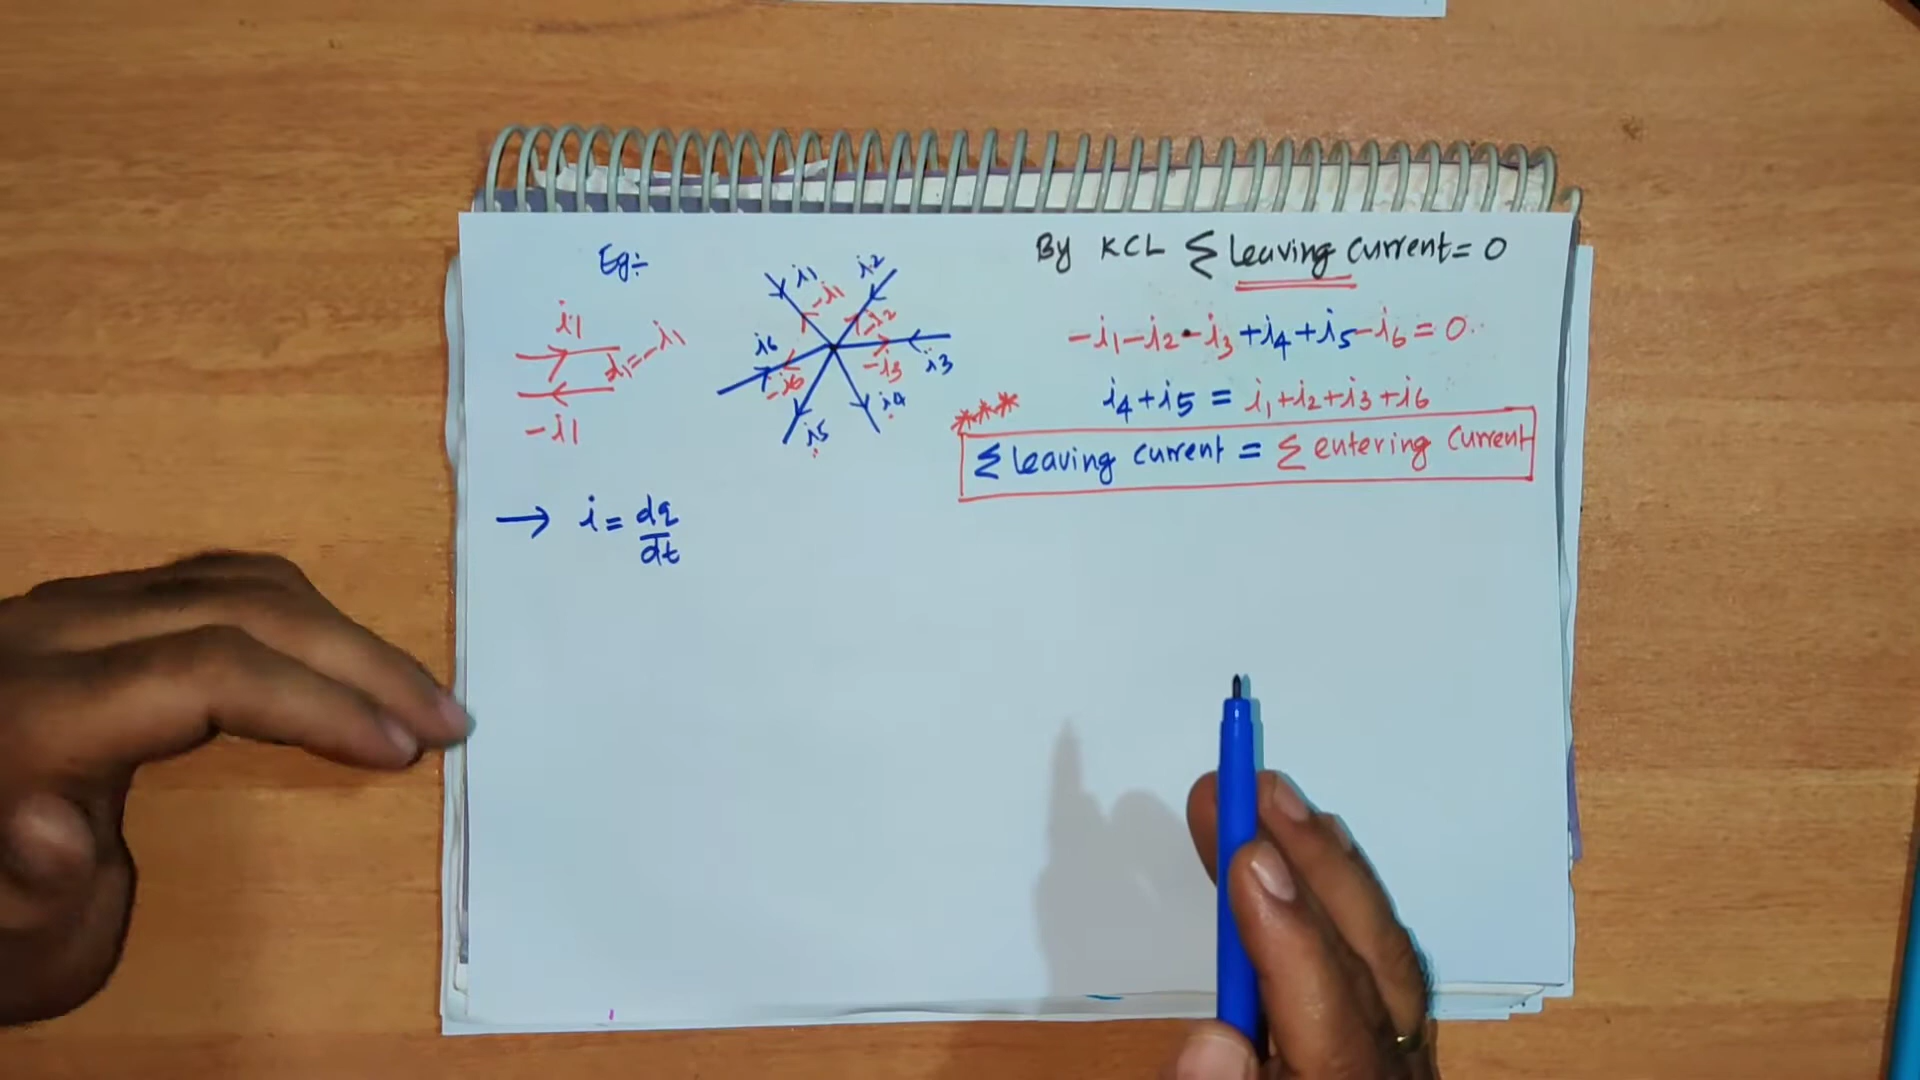 Eg:-
By KCL Σ leaving current = 0
i1
i1 = -i1
-i1
i1
i2
-i1
-i2
i6
-i6
-i3
i3
i4
i5
-i1 - i2 - i3 + i4 + i5 - i6 = 0
i4 + i5 = i1 + i2 + i3 + i6
***
Σ leaving current = Σ entering current
→ i = dq/dt